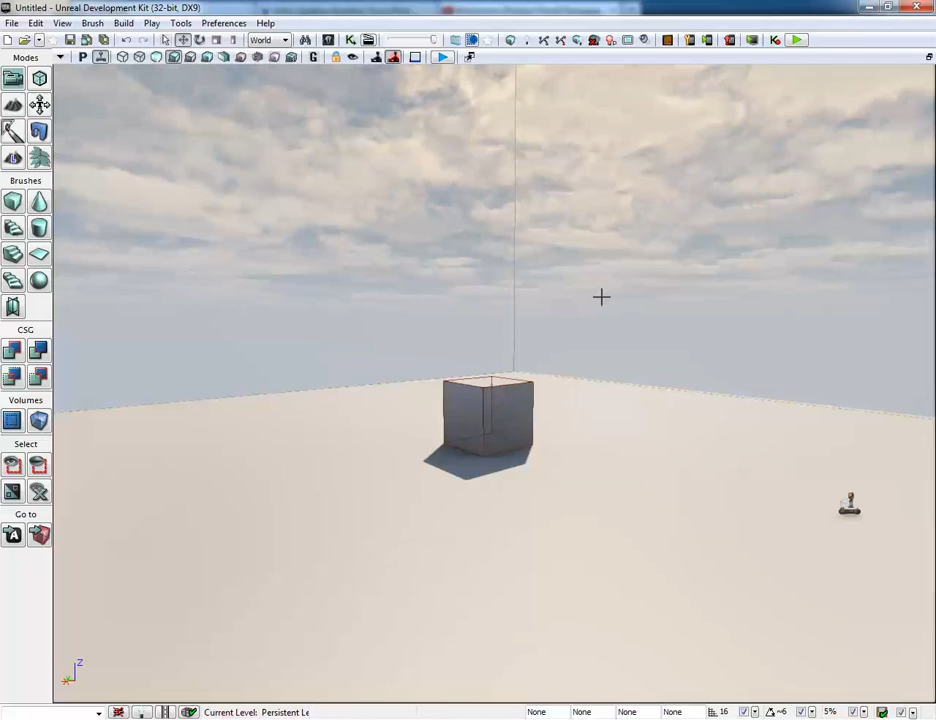 Untitled - Unreal Development Kit (32-bit, DX9)
File Edit View Brush Build Play Tools Preferences Help
World
Modes
P
G
Brushes
CSG
Volumes
Select
Go to
A
Z
Current Level: Persistent Le
None None None None 16 ~6 5%